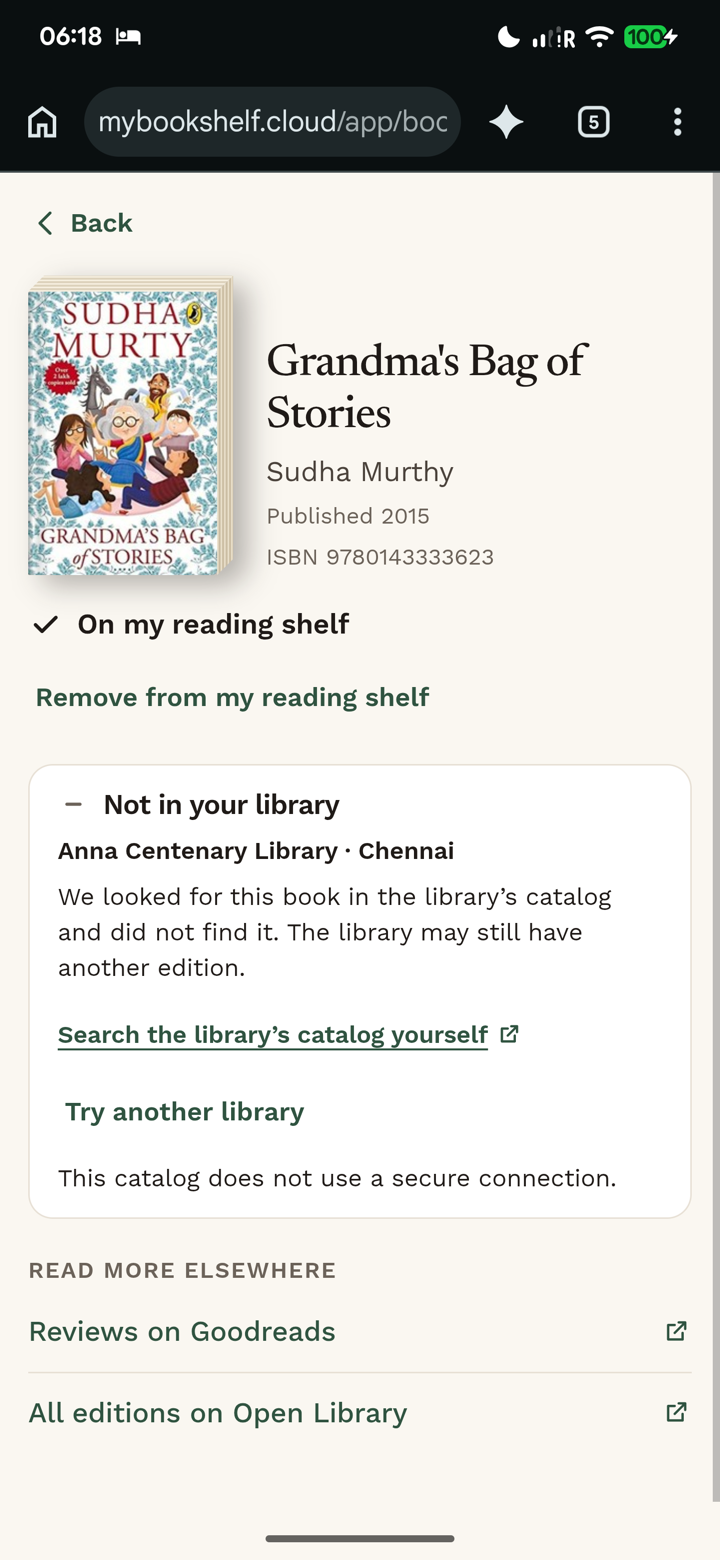 06:18
R
100
mybookshelf.cloud/app/boo
5
Back
SUDHA
MURTY
Over
2 lakh
copies sold
GRANDMA'S BAG
of STORIES
Grandma's Bag of
Stories
Sudha Murthy
Published 2015
ISBN 9780143333623
On my reading shelf
Remove from my reading shelf
Not in your library
Anna Centenary Library · Chennai
We looked for this book in the library’s catalog
and did not find it. The library may still have
another edition.
Search the library’s catalog yourself
Try another library
This catalog does not use a secure connection.
READ MORE ELSEWHERE
Reviews on Goodreads
All editions on Open Library